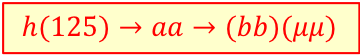 h(125) → aa → (bb)(μμ)